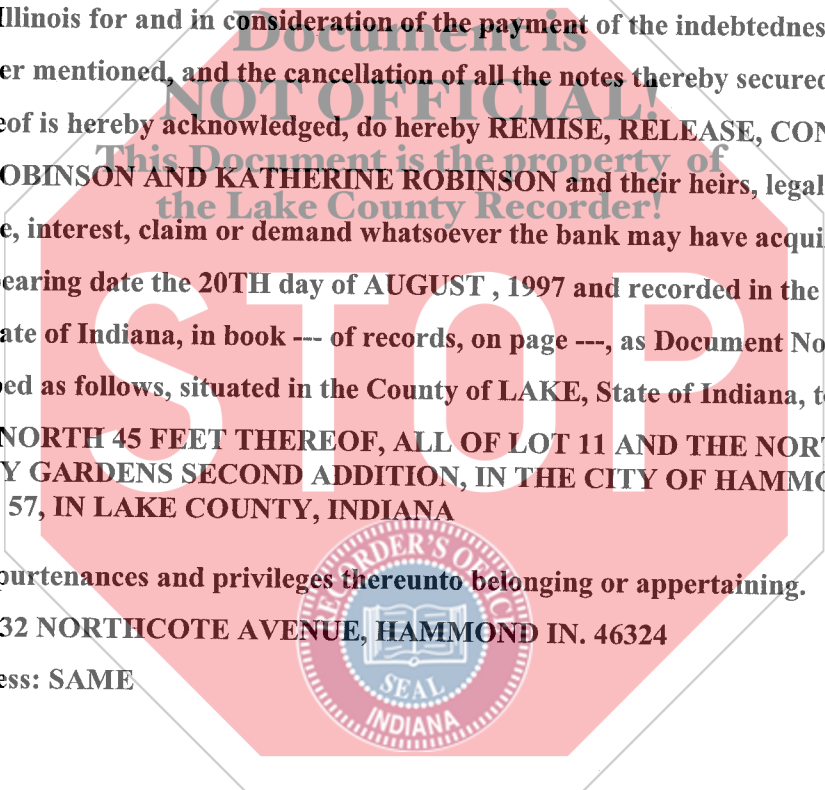 Illinois for and in consideration of the payment of the indebtednes
Document is
er mentioned, and the cancellation of all the notes thereby secured
NOT OFFICIAL!
eof is hereby acknowledged, do hereby REMISE, RELEASE, CON
This Document is the property of
OBINSON AND KATHERINE ROBINSON and their heirs, legal
the Lake County Recorder!
e, interest, claim or demand whatsoever the bank may have acqui
earing date the 20TH day of AUGUST , 1997 and recorded in the
ate of Indiana, in book --- of records, on page ---, as Document No
STOP
ed as follows, situated in the County of LAKE, State of Indiana, t
NORTH 45 FEET THEREOF, ALL OF LOT 11 AND THE NORT
Y GARDENS SECOND ADDITION, IN THE CITY OF HAMMO
57, IN LAKE COUNTY, INDIANA
RECORDER'S OFFICE
purtenances and privileges thereunto belonging or appertaining.
32 NORTHCOTE AVENUE, HAMMOND IN. 46324
ess: SAME
SEAL
INDIANA